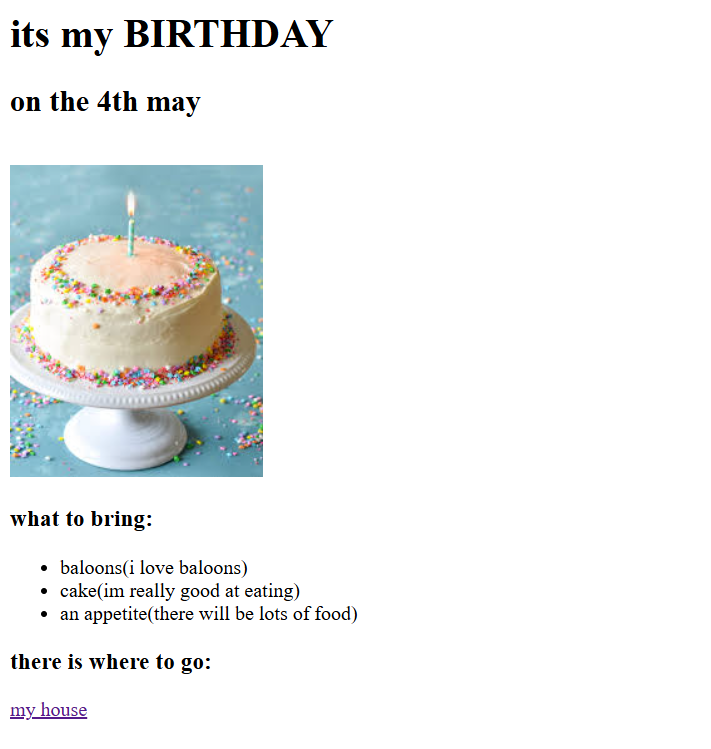 its my BIRTHDAY
on the 4th may
what to bring:
baloons(i love baloons)
cake(im really good at eating)
an appetite(there will be lots of food)
there is where to go:
my house